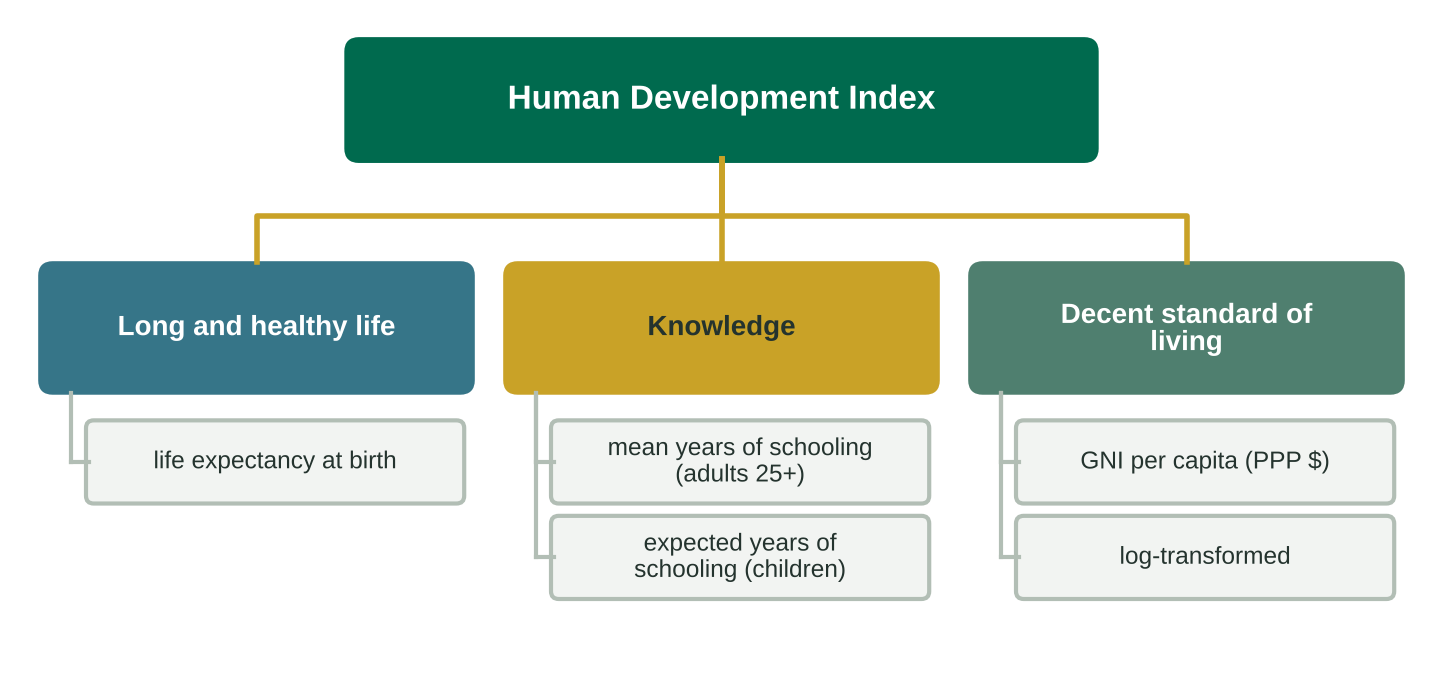 Human Development Index
Long and healthy life
Knowledge
Decent standard of
living
life expectancy at birth
mean years of schooling
(adults 25+)
expected years of
schooling (children)
GNI per capita (PPP $)
log-transformed